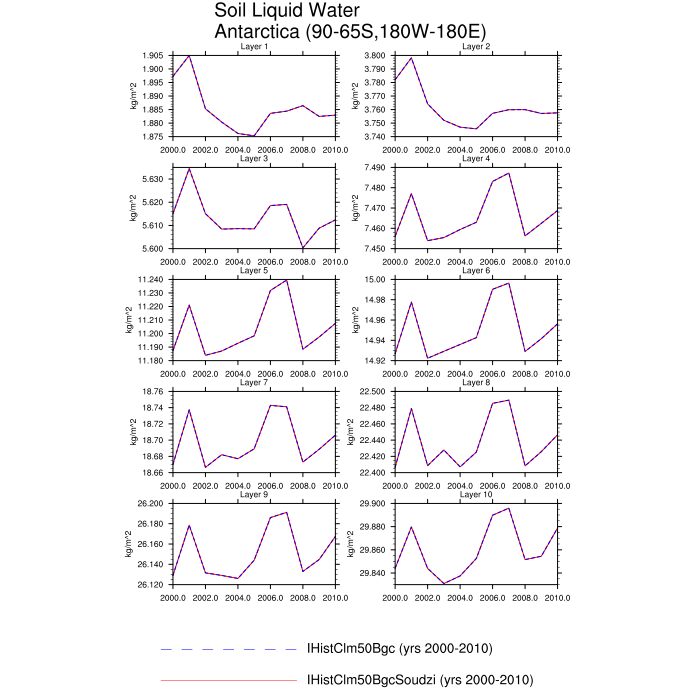 Soil Liquid Water
Antarctica (90-65S,180W-180E)
Layer 1
kg/m^2
1.905
1.900
1.895
1.890
1.885
1.880
1.875
2000.0 2002.0 2004.0 2006.0 2008.0 2010.0
Layer 2
kg/m^2
3.800
3.790
3.780
3.770
3.760
3.750
3.740
2000.0 2002.0 2004.0 2006.0 2008.0 2010.0
Layer 3
kg/m^2
5.630
5.620
5.610
5.600
2000.0 2002.0 2004.0 2006.0 2008.0 2010.0
Layer 4
kg/m^2
7.490
7.480
7.470
7.460
7.450
2000.0 2002.0 2004.0 2006.0 2008.0 2010.0
Layer 5
kg/m^2
11.240
11.220
11.210
11.200
11.190
11.180
2000.0 2002.0 2004.0 2006.0 2008.0 2010.0
Layer 6
kg/m^2
15.00
14.98
14.96
14.94
14.92
2000.0 2002.0 2004.0 2006.0 2008.0 2010.0
Layer 7
kg/m^2
18.76
18.74
18.72
18.70
18.68
18.66
2000.0 2002.0 2004.0 2006.0 2008.0 2010.0
Layer 8
kg/m^2
22.500
22.480
22.460
22.440
22.420
22.400
2000.0 2002.0 2004.0 2006.0 2008.0 2010.0
Layer 9
kg/m^2
26.200
26.180
26.160
26.140
26.120
2000.0 2002.0 2004.0 2006.0 2008.0 2010.0
Layer 10
kg/m^2
29.900
29.880
29.860
29.840
2000.0 2002.0 2004.0 2006.0 2008.0 2010.0
IHistClm50Bgc (yrs 2000-2010)
IHistClm50BgcSoudzi (yrs 2000-2010)